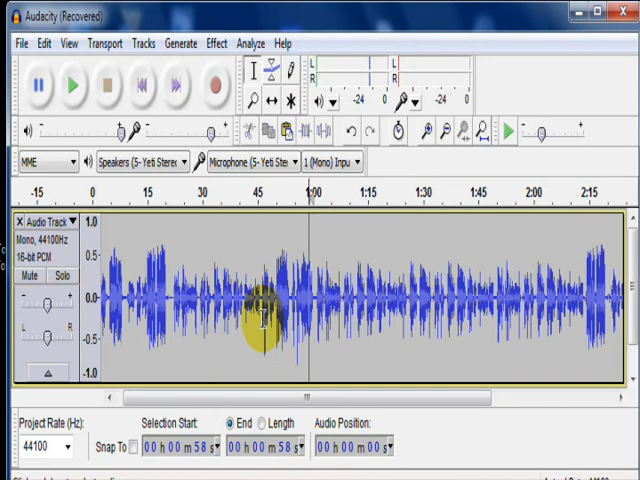 Audacity (Recovered)
File Edit View Transport Tracks Generate Effect Analyze Help
L
R
-24 0
L
R
-24 0
MME
Speakers (5- Yeti Stereo
Microphone (5- Yeti Ster
1 (Mono) Inpu
-15 0 15 30 45 1:00 1:15 1:30 1:45 2:00 2:15
Audio Track
Mono, 44100Hz
16-bit PCM
Mute Solo
- +
L R
1.0
0.5
0.0
-0.5
-1.0
Project Rate (Hz): Selection Start: End Length Audio Position:
44100 Snap To 00 h 00 m 58 s 00 h 00 m 58 s 00 h 00 m 00 s